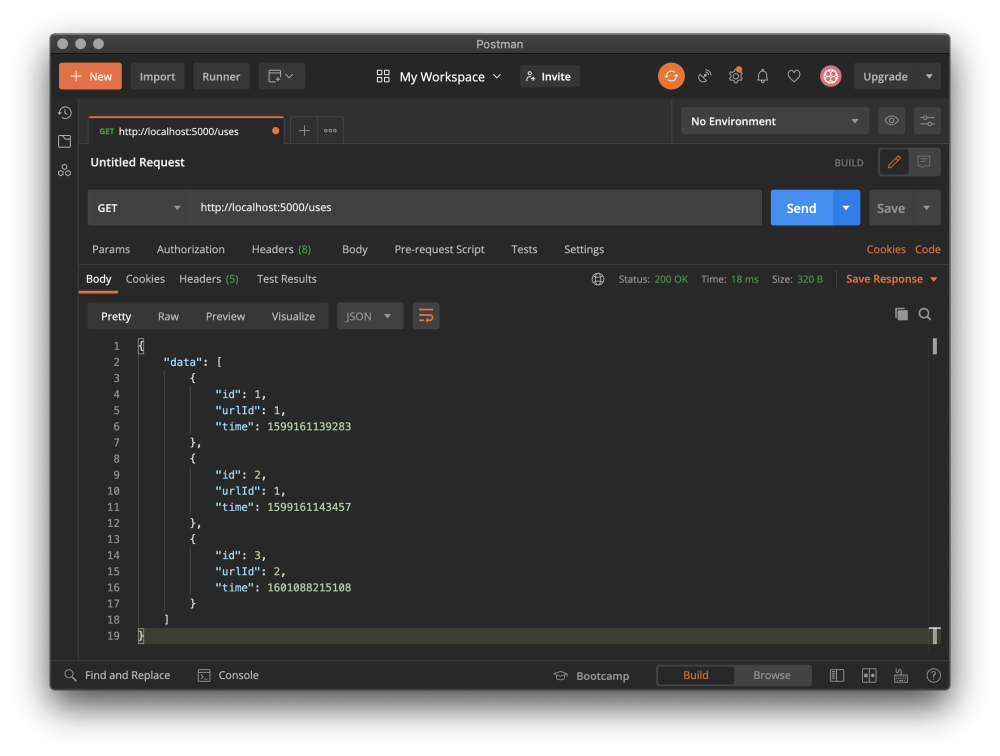 Postman
New Import Runner My Workspace Invite Upgrade
GET http://localhost:5000/uses No Environment
Untitled Request BUILD
GET http://localhost:5000/uses Send Save
Params Authorization Headers (8) Body Pre-request Script Tests Settings Cookies Code
Body Cookies Headers (5) Test Results Status: 200 OK Time: 18 ms Size: 320 B Save Response
Pretty Raw Preview Visualize JSON
1 {
2 "data": [
3 {
4 "id": 1,
5 "urlId": 1,
6 "time": 1599161139283
7 },
8 {
9 "id": 2,
10 "urlId": 1,
11 "time": 1599161143457
12 },
13 {
14 "id": 3,
15 "urlId": 2,
16 "time": 1601088215108
17 }
18 ]
19 }
Find and Replace Console Bootcamp Build Browse